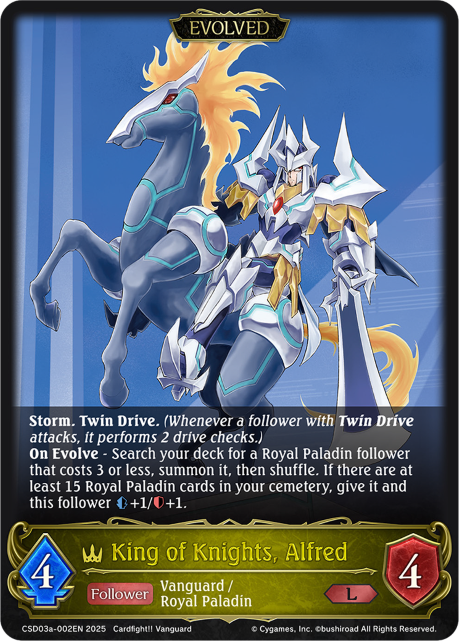 EVOLVED
Storm. Twin Drive. (Whenever a follower with Twin Drive
attacks, it performs 2 drive checks.)
On Evolve - Search your deck for a Royal Paladin follower
that costs 3 or less, summon it, then shuffle. If there are at
least 15 Royal Paladin cards in your cemetery, give it and
this follower +1/+1.
King of Knights, Alfred
4
Follower
Vanguard /
Royal Paladin
L
4
CSD03a-002EN 2025 Cardfight!! Vanguard © Cygames, Inc. ©bushiroad All Rights Reserved.